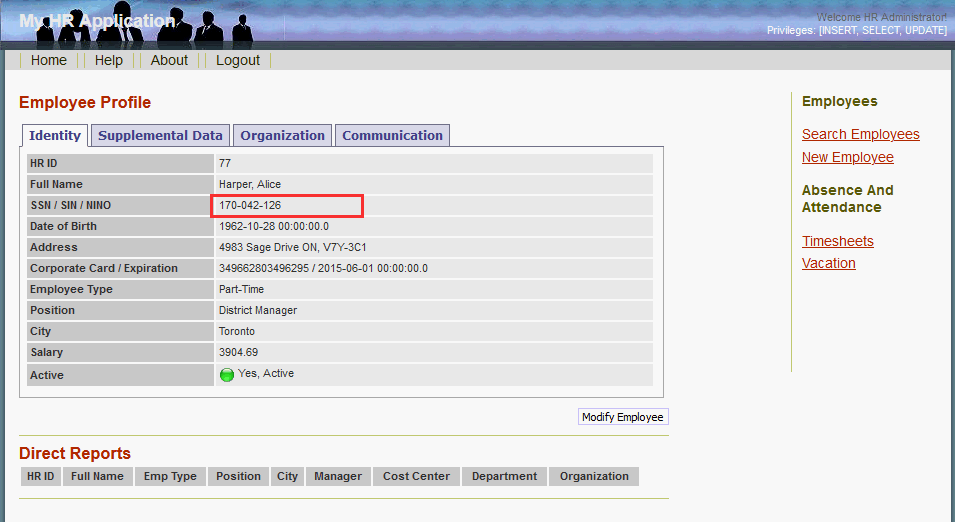 My HR Application
Welcome HR Administrator!
Privileges: [INSERT, SELECT, UPDATE]
Home Help About Logout
Employee Profile
Identity Supplemental Data Organization Communication
HR ID 77
Full Name Harper, Alice
SSN / SIN / NINO 170-042-126
Date of Birth 1962-10-28 00:00:00.0
Address 4983 Sage Drive ON, V7Y-3C1
Corporate Card / Expiration 349662803496295 / 2015-06-01 00:00:00.0
Employee Type Part-Time
Position District Manager
City Toronto
Salary 3904.69
Active Yes, Active
Modify Employee
Direct Reports
HR ID Full Name Emp Type Position City Manager Cost Center Department Organization
Employees
Search Employees
New Employee
Absence And
Attendance
Timesheets
Vacation